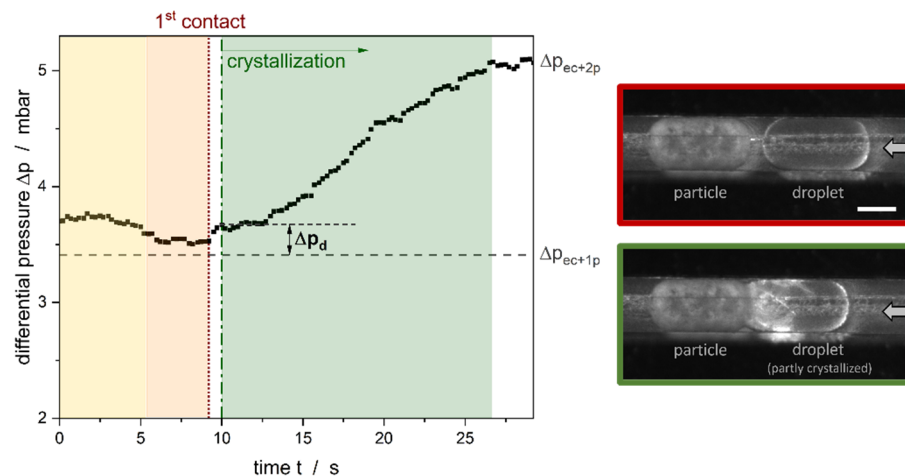 1st contact
crystallization
differential pressure Δp / mbar
5
4
3
2
Δpec+2p
Δpd
Δpec+1p
0
5
10
15
20
25
time t / s
particle
droplet
particle
droplet
(partly crystallized)